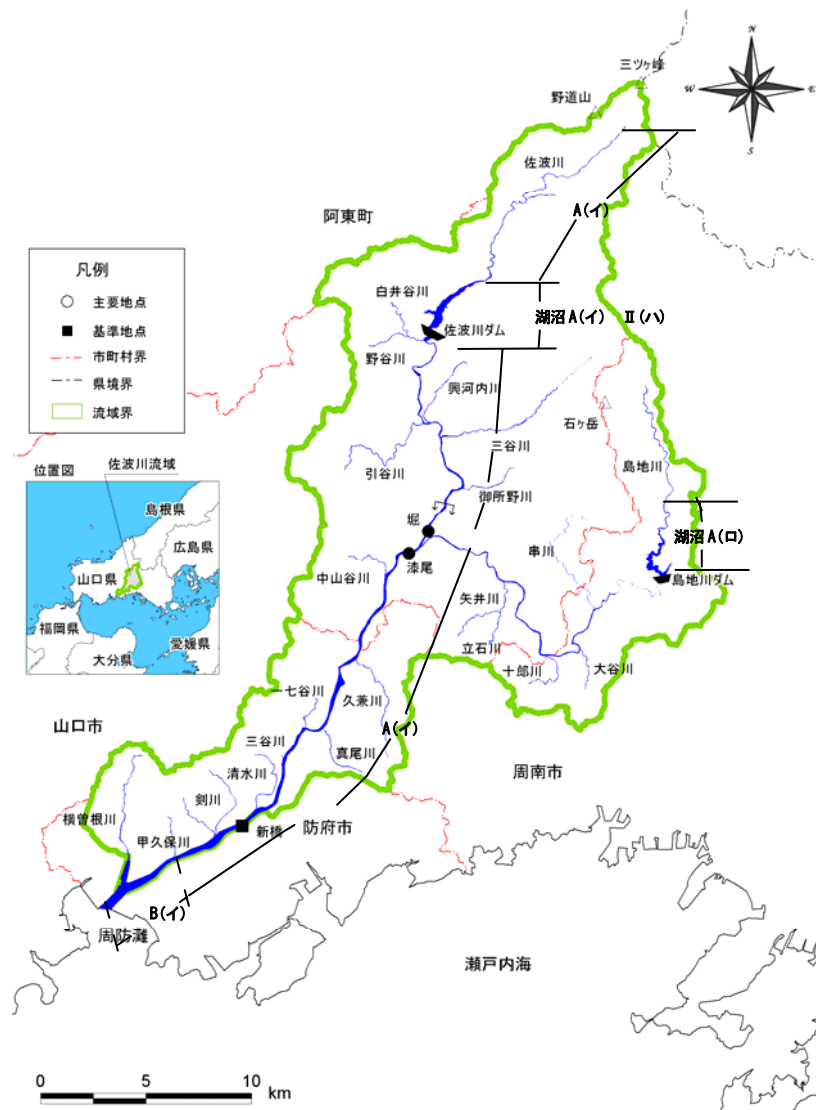 三ツヶ峰
野道山
N
W
E
S
佐波川
A(イ)
阿東町
凡例
主要地点
基準地点
市町村界
県境界
流域界
白井谷川
湖沼A(イ)
Ⅱ(ハ)
佐波川ダム
野谷川
興河内川
石ヶ岳
三谷川
島地川
引谷川
御所野川
位置図
佐波川流域
島根県
広島県
山口県
福岡県
愛媛県
大分県
堀
漆尾
湖沼A(ロ)
串川
島地川ダム
中山谷川
矢井川
立石川
十郎川
大谷川
一七谷川
久兼川
A(イ)
山口市
三谷川
真尾川
清水川
周南市
剣川
横曽根川
新橋
防府市
甲久保川
B(イ)
周防灘
瀬戸内海
0
5
10
km